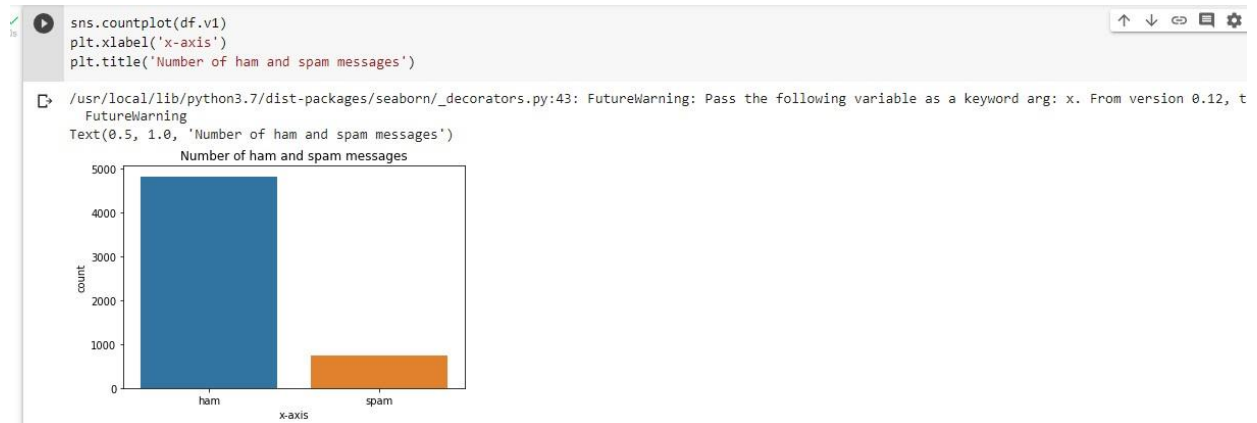 sns.countplot(df.v1)
plt.xlabel('x-axis')
plt.title('Number of ham and spam messages')
/usr/local/lib/python3.7/dist-packages/seaborn/_decorators.py:43: FutureWarning: Pass the following variable as a keyword arg: x. From version 0.12, t
FutureWarning
Text(0.5, 1.0, 'Number of ham and spam messages')
Number of ham and spam messages
5000
4000
3000
2000
1000
0
count
ham spam
x-axis